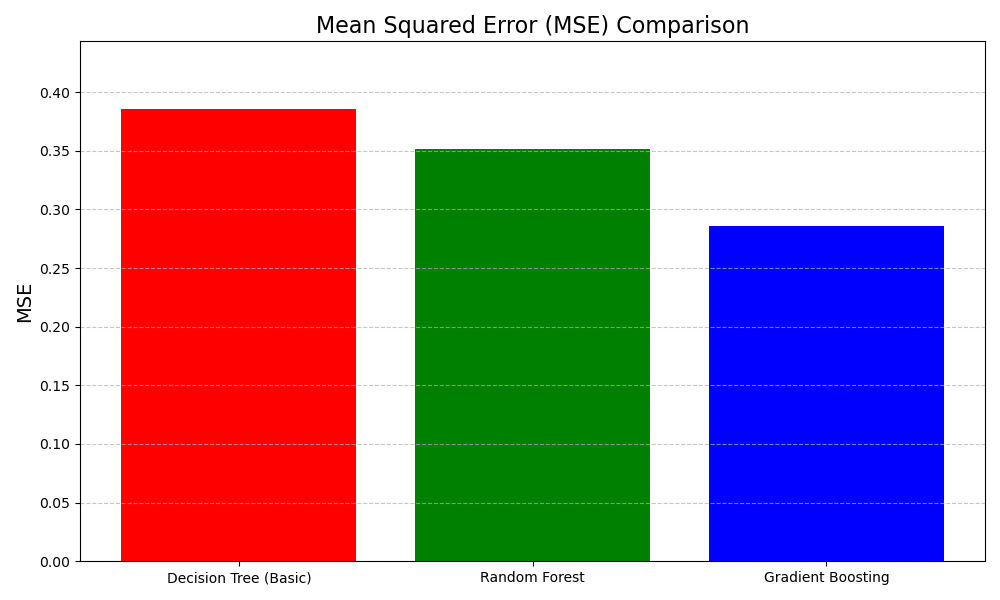 Mean Squared Error (MSE) Comparison
MSE
0.40
0.35
0.30
0.25
0.20
0.15
0.10
0.05
0.00
Decision Tree (Basic)
Random Forest
Gradient Boosting